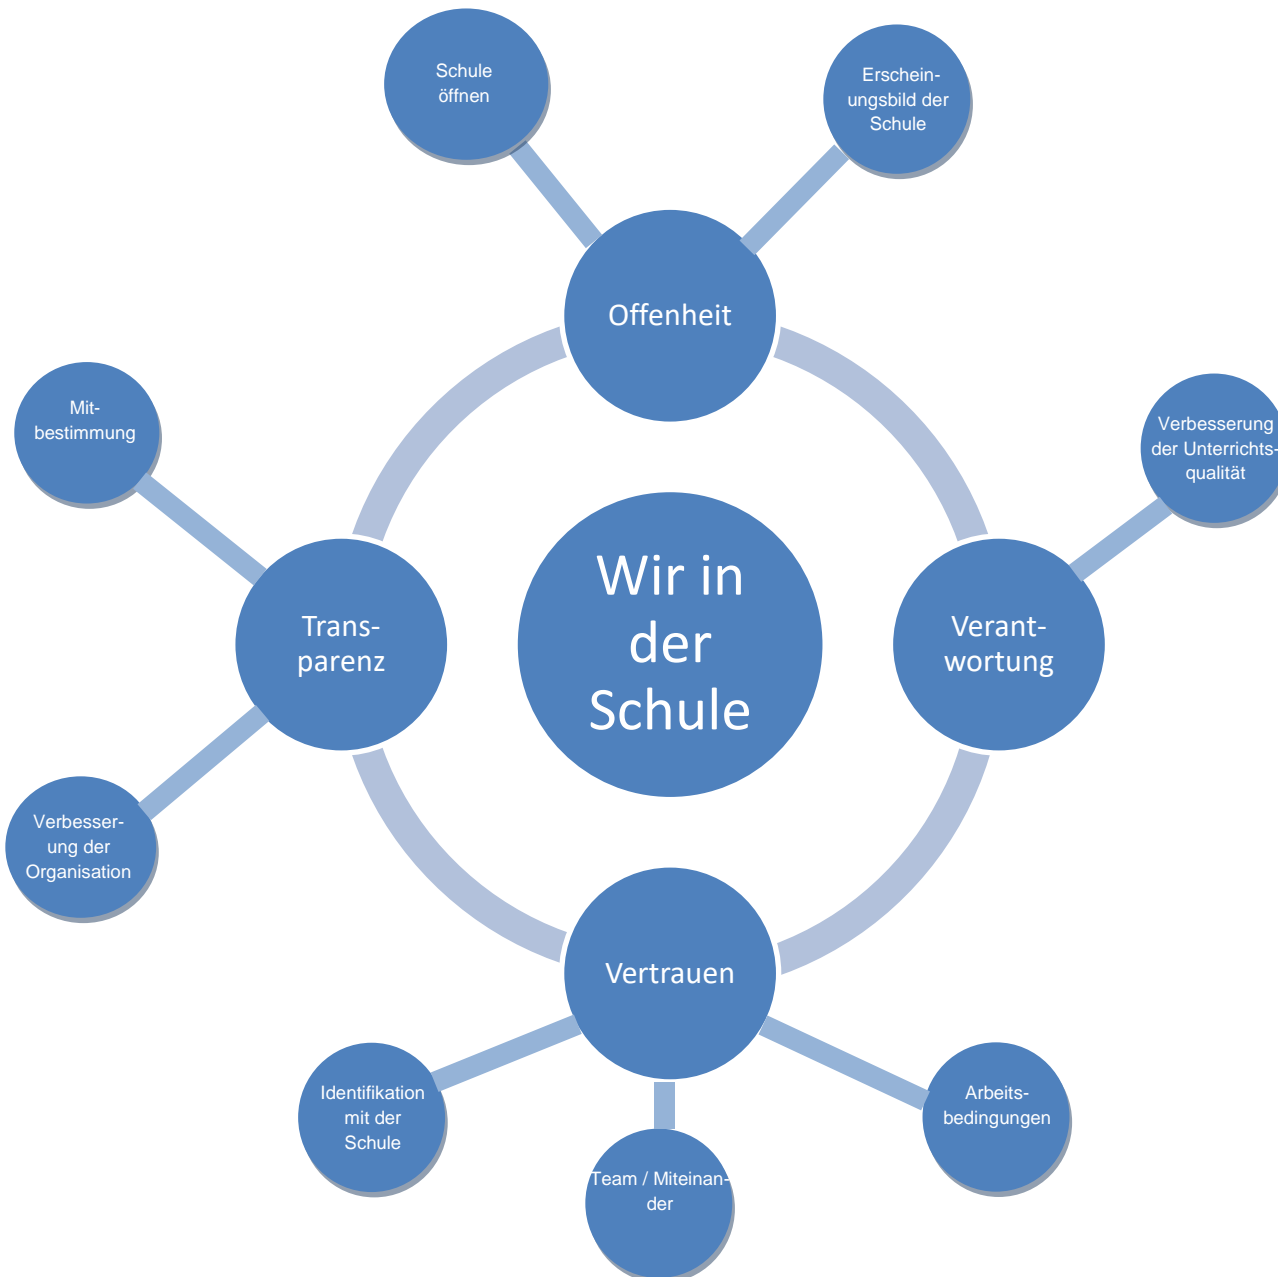 Schule
öffnen
Erschein-
ungsbild der
Schule
Offenheit
Mit-
bestimmung
Verbesserung
der Unterrichts-
qualität
Wir in
der
Schule
Trans-
parenz
Verant-
wortung
Verbesser-
ung der
Organisation
Vertrauen
Identifikation
mit der
Schule
Arbeits-
bedingungen
Team / Miteinan-
der